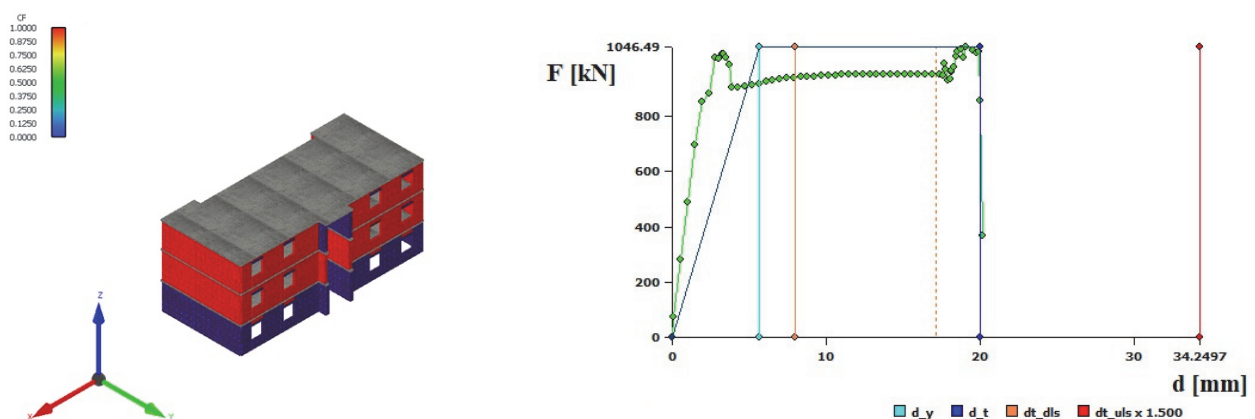 CF
1.0000
0.8750
0.7500
0.6250
0.5000
0.3750
0.2500
0.1250
0.0000
Z
X
Y
F [kN]
1046.49
800
600
400
200
0
0 10 20 30 34.2497
d [mm]
d_y d_t dt_dls dt_uls x 1.500